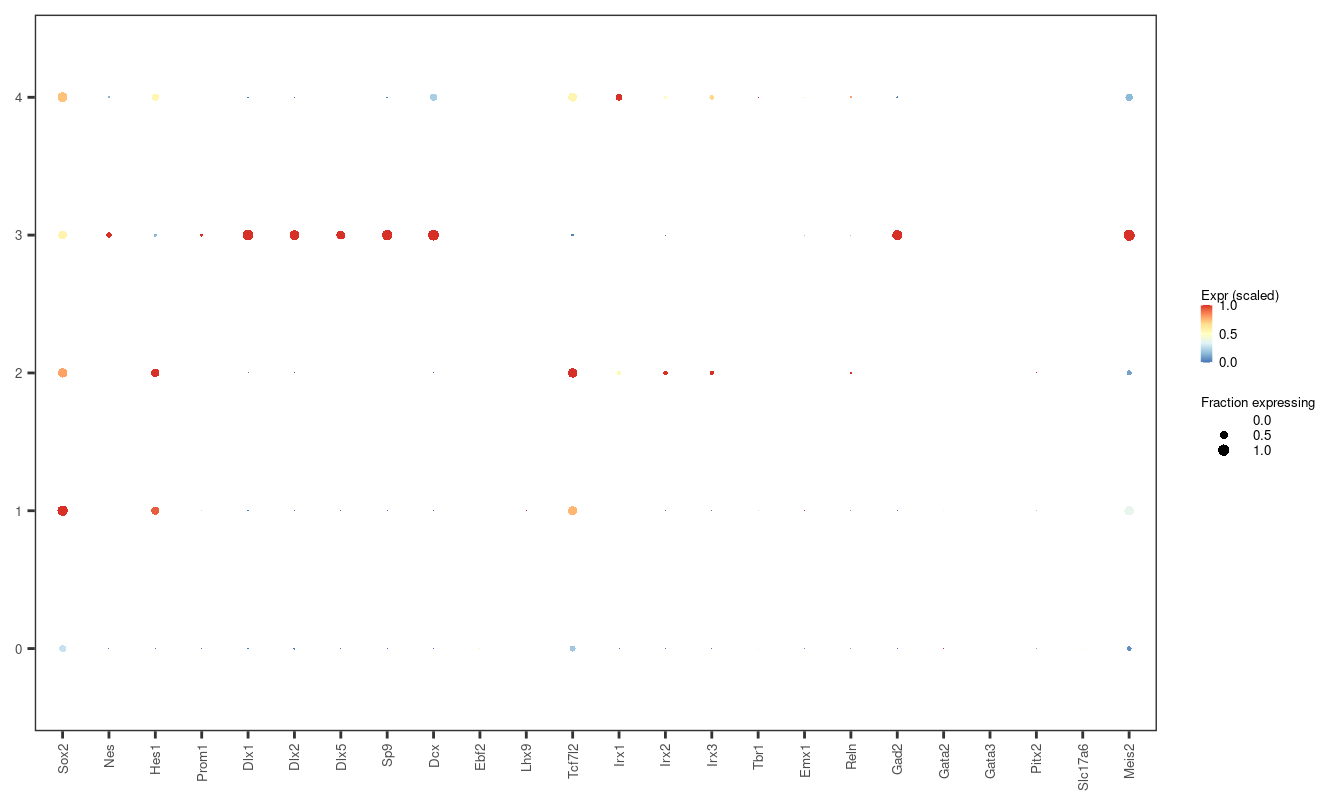 4
3
2
1
0
Sox2
Nes
Hes1
Prom1
Dlx1
Dlx2
Dlx5
Sp9
Dcx
Ebf2
Lhx9
Tcf7l2
Irx1
Irx2
Irx3
Tbr1
Emx1
Reln
Gad2
Gata2
Gata3
Pitx2
Slc17a6
Meis2
Expr (scaled)
1.0
0.5
0.0
Fraction expressing
0.0
0.5
1.0